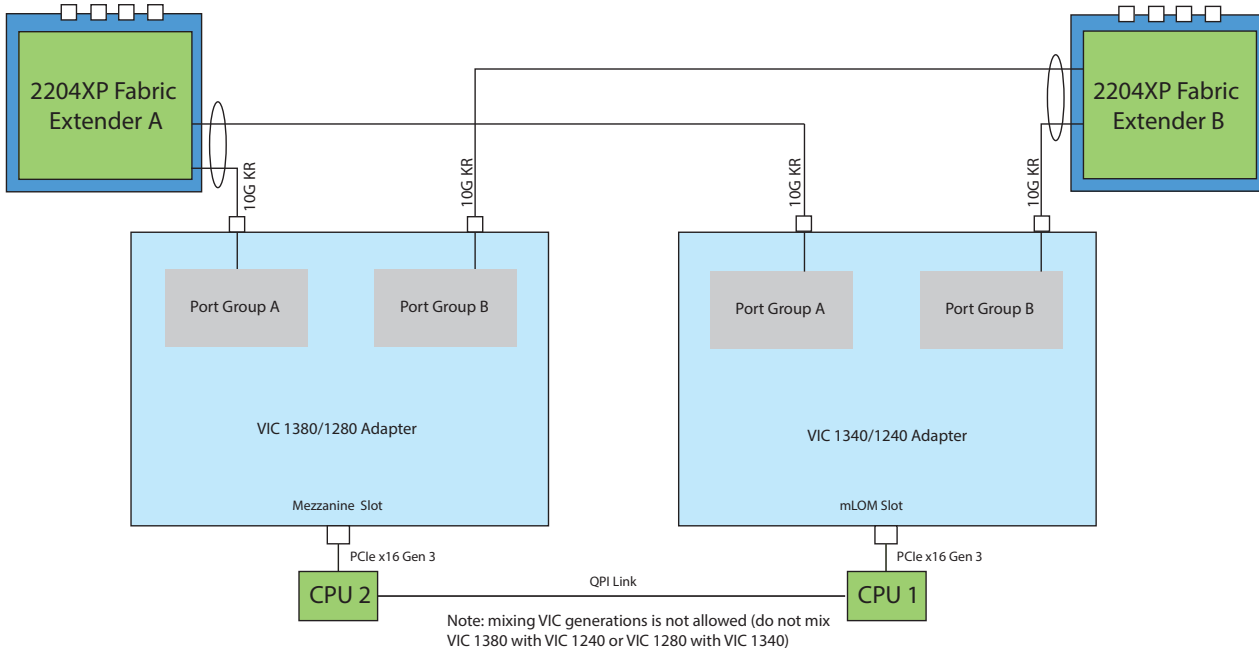 2204XP Fabric
Extender A
2204XP Fabric
Extender B
10G KR
10G KR
10G KR
10G KR
Port Group A
Port Group B
Port Group A
Port Group B
VIC 1380/1280 Adapter
VIC 1340/1240 Adapter
Mezzanine Slot
mLOM Slot
PCIe x16 Gen 3
PCIe x16 Gen 3
CPU 2
QPI Link
CPU 1
Note: mixing VIC generations is not allowed (do not mix
VIC 1380 with VIC 1240 or VIC 1280 with VIC 1340)